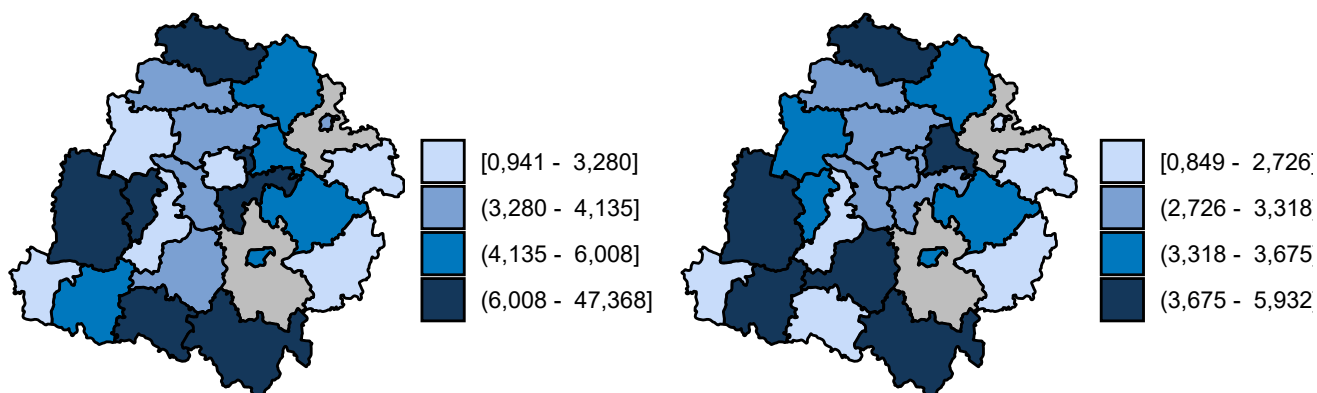 [0,941 - 3,280]
(3,280 - 4,135]
(4,135 - 6,008]
(6,008 - 47,368]
[0,849 - 2,726]
(2,726 - 3,318]
(3,318 - 3,675]
(3,675 - 5,932]